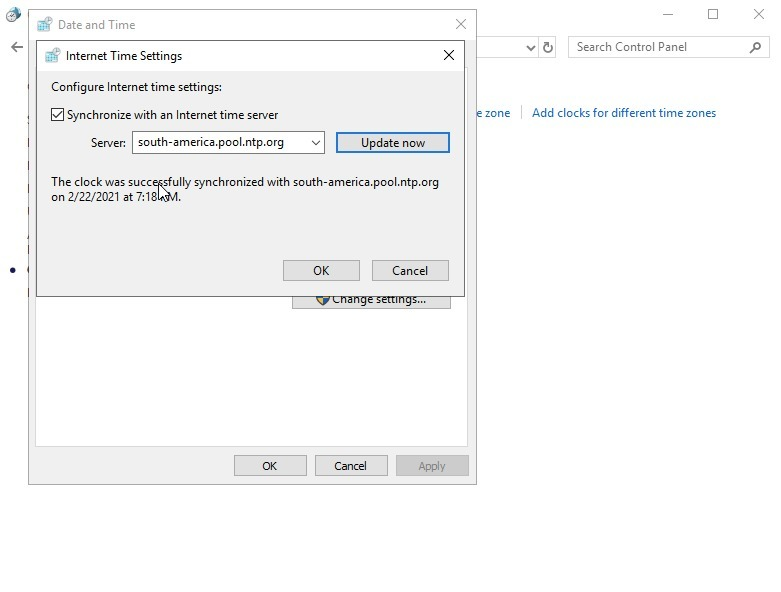 Date and Time
Internet Time Settings
Configure Internet time settings:
Synchronize with an Internet time server
Server: south-america.pool.ntp.org Update now
The clock was successfully synchronized with south-america.pool.ntp.org
on 2/22/2021 at
OK Cancel
Change settings...
OK Cancel Apply
Search Control Panel
zone Add clocks for different time zones